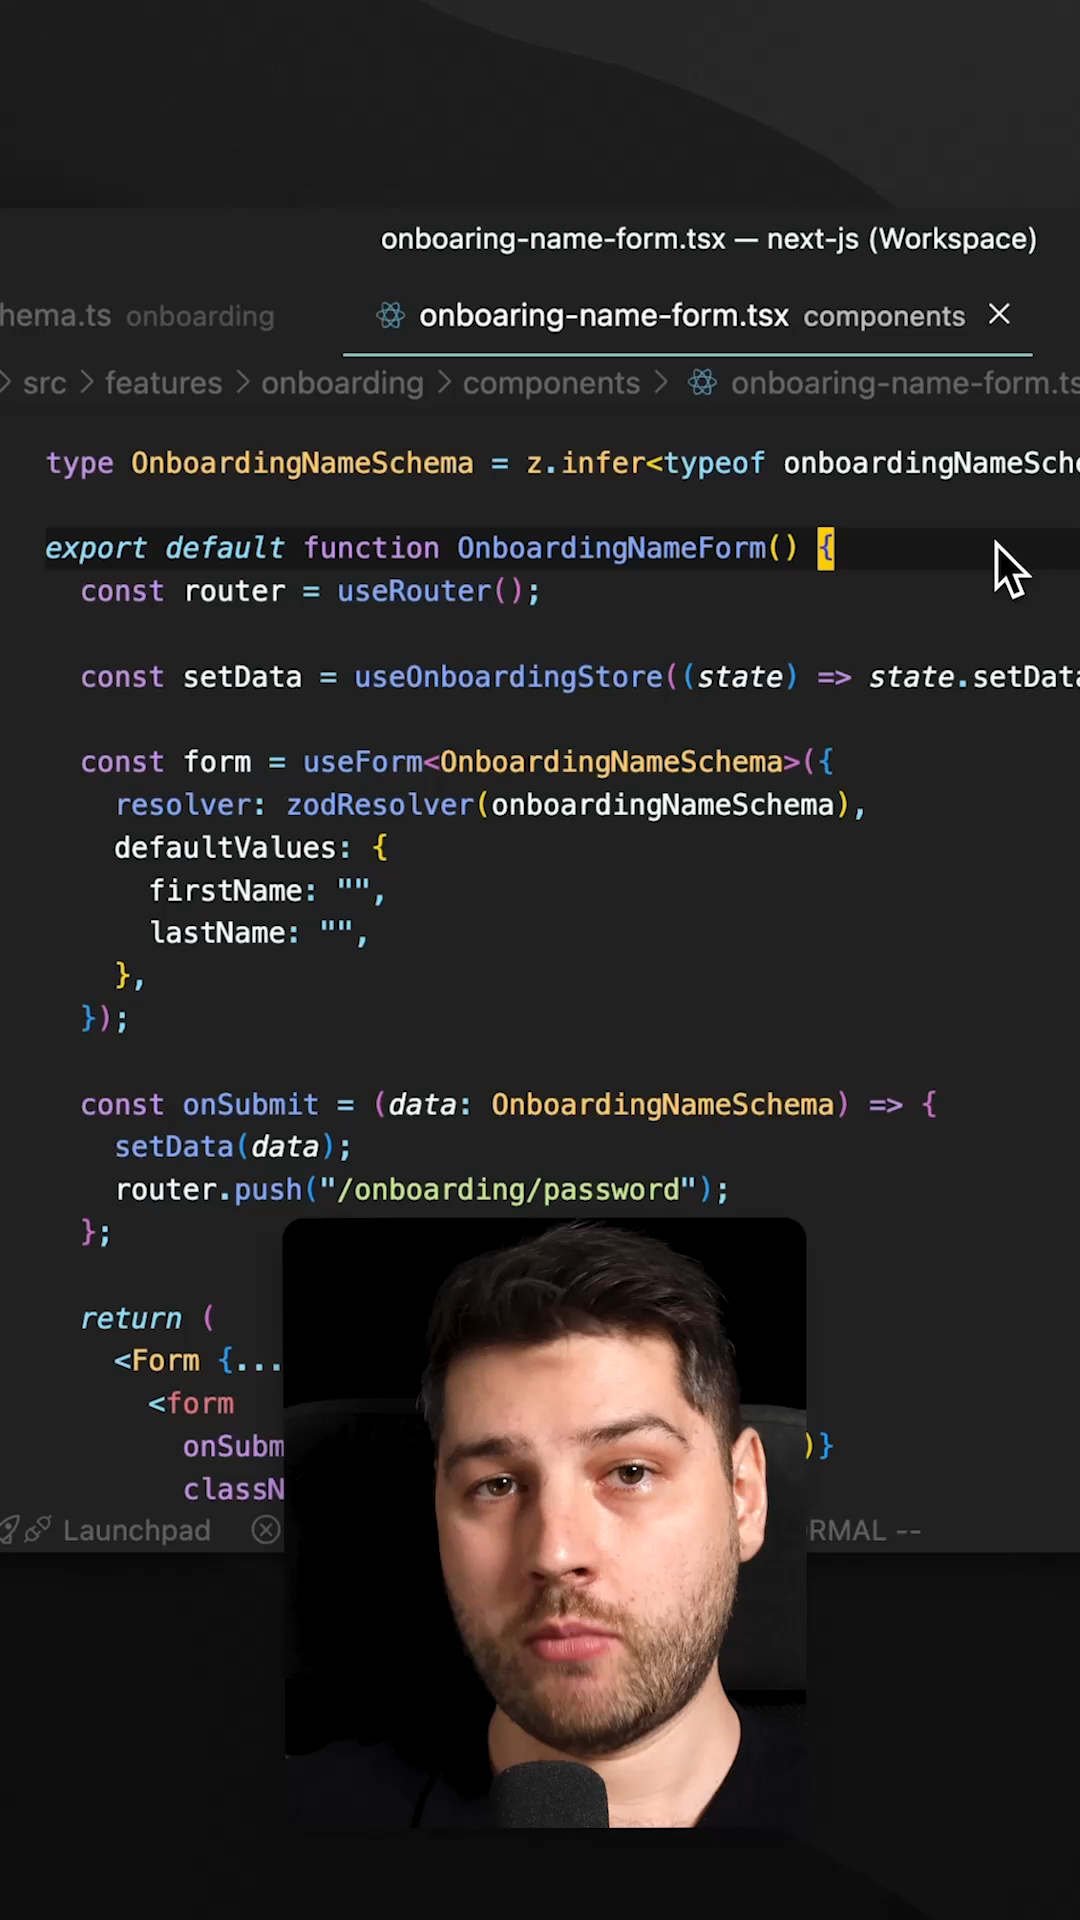 onboaring-name-form.tsx — next-js (Workspace)
hema.ts onboarding onboaring-name-form.tsx components
src > features > onboarding > components > onboaring-name-form.ts
type OnboardingNameSchema = z.infer<typeof onboardingNameSche
export default function OnboardingNameForm() {
const router = useRouter();
const setData = useOnboardingStore((state) => state.setData
const form = useForm<OnboardingNameSchema>({
resolver: zodResolver(onboardingNameSchema),
defaultValues: {
firstName: "",
lastName: "",
},
});
const onSubmit = (data: OnboardingNameSchema) => {
setData(data);
router.push("/onboarding/password");
};
return (
<Form {...
<form
onSubm )}
classN
Launchpad RMAL --